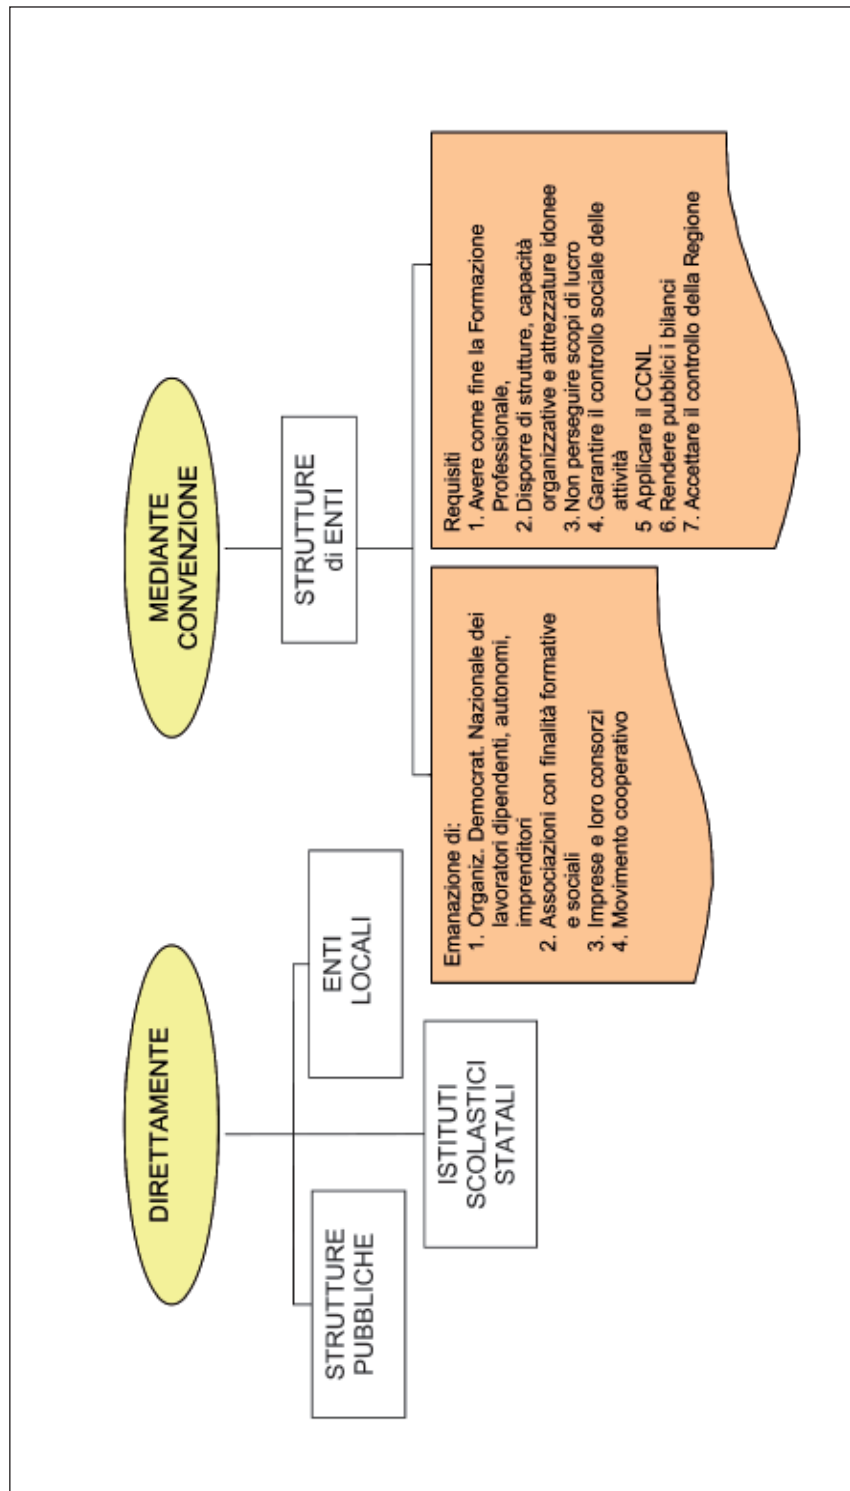 DIRETTAMENTE
STRUTTURE
PUBBLICHE
ISTITUTI
SCOLASTICI
STATALI
ENTI
LOCALI
MEDIANTE
CONVENZIONE
STRUTTURE
di ENTI
Emanazione di:
1. Organiz. Democrat. Nazionale dei
lavoratori dipendenti, autonomi,
imprenditori
2. Associazioni con finalità formative
e sociali
3. Imprese e loro consorzi
4. Movimento cooperativo
Requisiti
1. Avere come fine la Formazione
Professionale,
2. Disporre di strutture, capacità
organizzative e attrezzature idonee
3. Non perseguire scopi di lucro
4. Garantire il controllo sociale delle
attività
5 Applicare il CCNL
6. Rendere pubblici i bilanci
7. Accettare il controllo della Regione